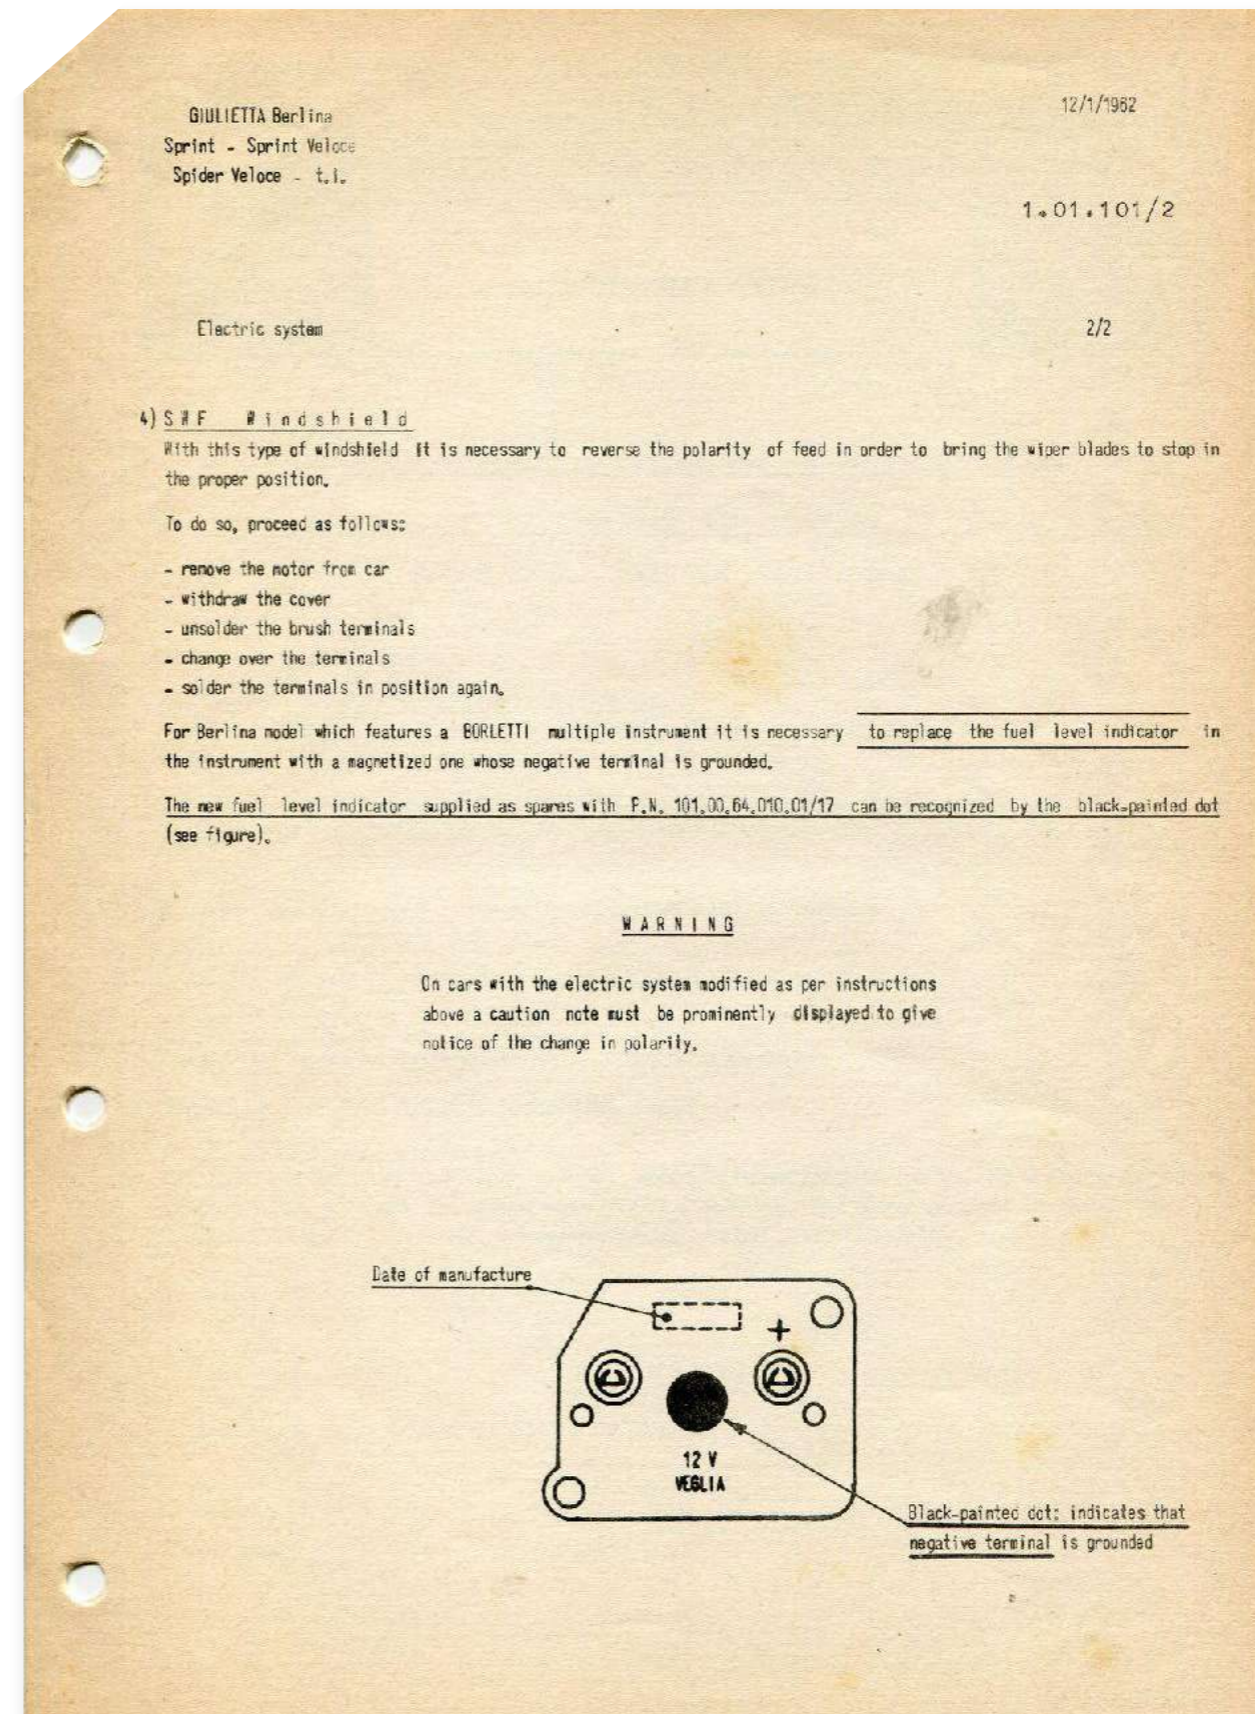 GIULIETTA Berlina
Sprint - Sprint Veloce
Spider Veloce - t.i.
12/1/1962
1.01.101/2
Electric system
2/2
4) SWF Windshield
With this type of windshield it is necessary to reverse the polarity of feed in order to bring the wiper blades to stop in
the proper position.
To do so, proceed as follows:
- remove the motor from car
- withdraw the cover
- unsolder the brush terminals
- change over the terminals
- solder the terminals in position again.
For Berlina model which features a BORLETTI multiple instrument it is necessary to replace the fuel level indicator in
the instrument with a magnetized one whose negative terminal is grounded.
The new fuel level indicator supplied as spares with P.N. 101.00.64.010.01/17 can be recognized by the black-painted dot
(see figure).
WARNING
On cars with the electric system modified as per instructions
above a caution note must be prominently displayed to give
notice of the change in polarity.
Date of manufacture
+
12 V
VEGLIA
Black-painted dot: indicates that
negative terminal is grounded